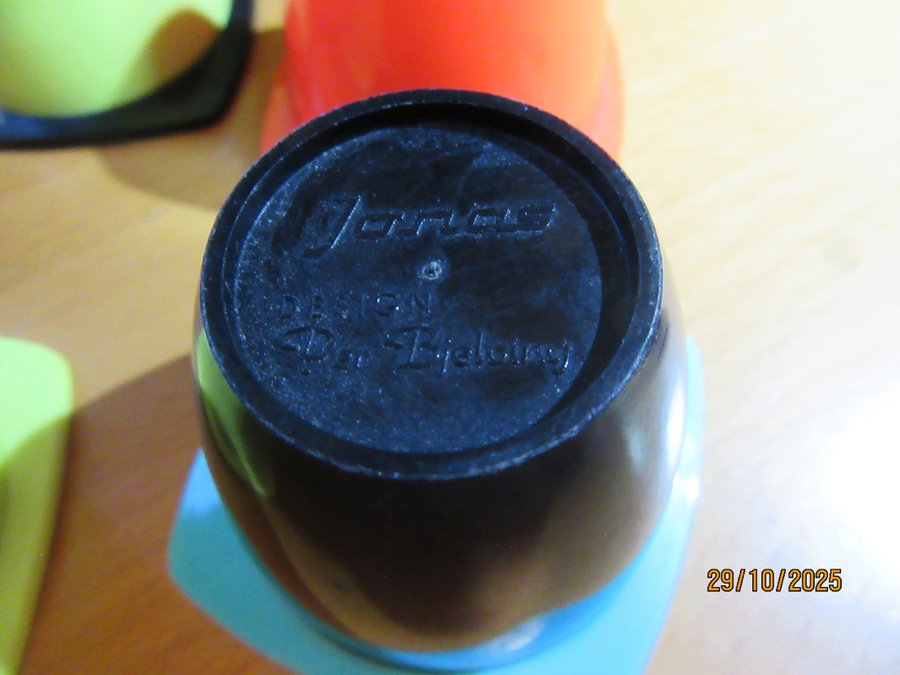 Jonas
DESIGN
Per Bjelving
29/10/2025